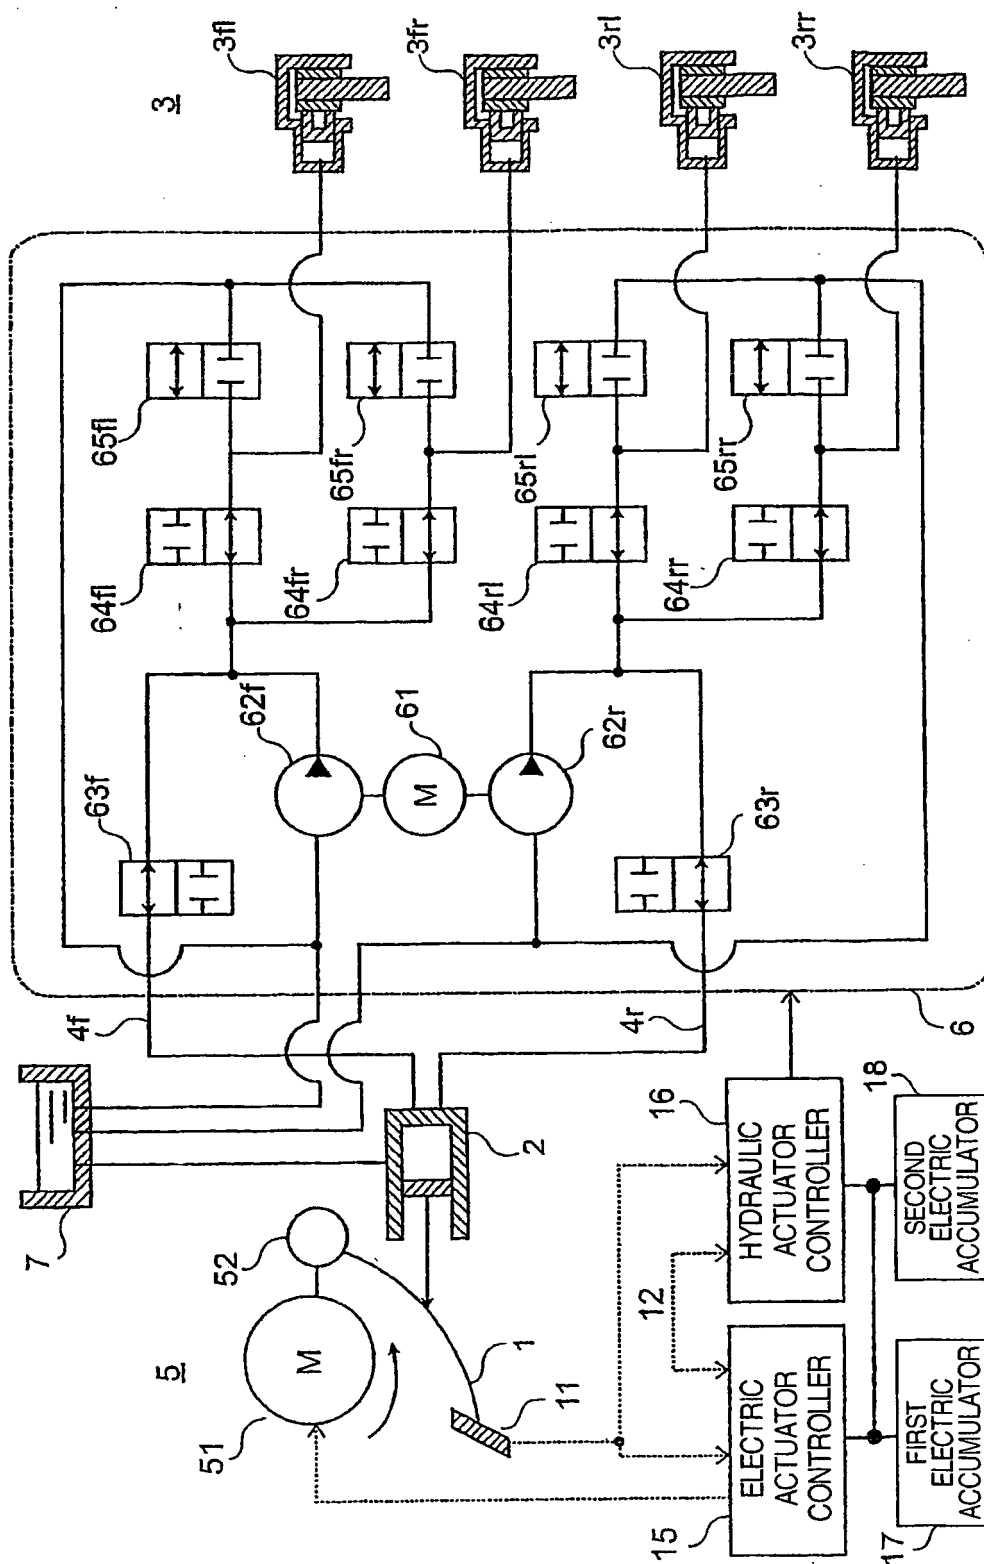 3
3fl
3fr
3rl
3rr
65fl
65fr
65rl
65rr
64fl
64fr
64rl
64rr
62f
61
M
62r
63f
63r
4f
4r
6
7
2
52
5
M
51
1
11
12
16
HYDRAULIC
ACTUATOR
CONTROLLER
18
SECOND
ELECTRIC
ACCUMULATOR
15
ELECTRIC
ACTUATOR
CONTROLLER
17
FIRST
ELECTRIC
ACCUMULATOR